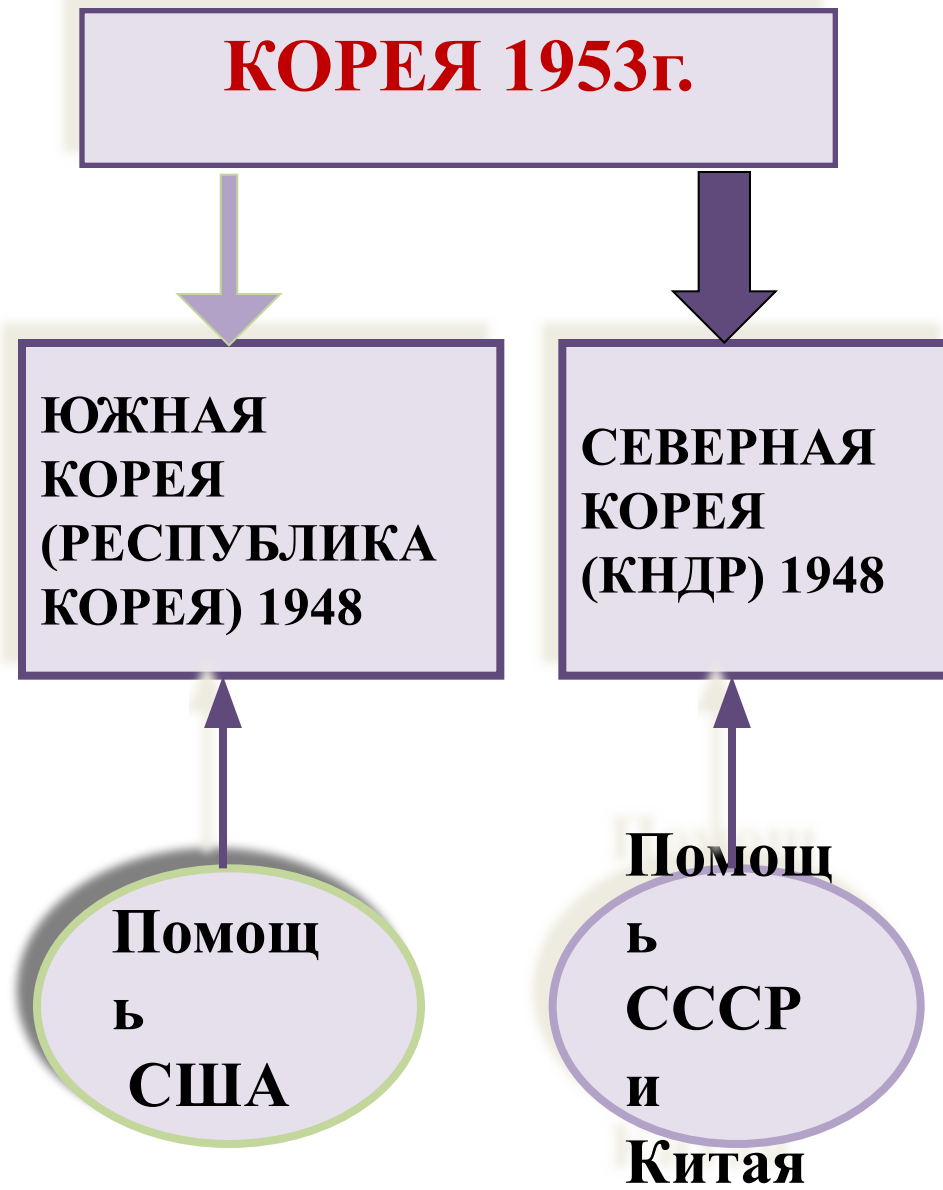 КОРЕЯ 1953г.
ЮЖНАЯ
КОРЕЯ
(РЕСПУБЛИКА
КОРЕЯ) 1948
СЕВЕРНАЯ
КОРЕЯ
(КНДР) 1948
Помощ
ь
США
Помощ
ь
СССР
и
Китая